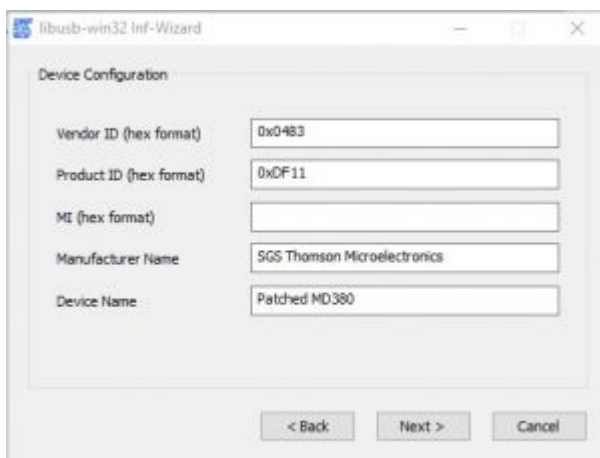 libusb-win32 Inf-Wizard
Device Configuration
Vendor ID (hex format) 0x0483
Product ID (hex format) 0xDF11
MI (hex format)
Manufacturer Name SGS Thomson Microelectronics
Device Name Patched MD380
< Back Next > Cancel